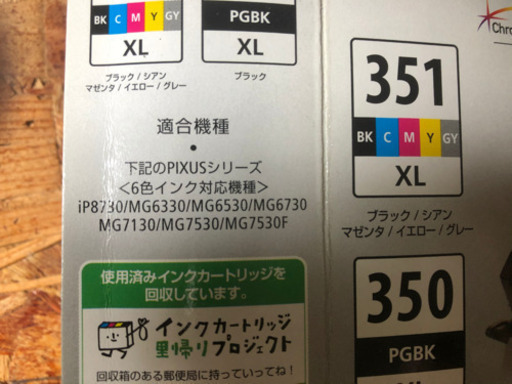 BK C M Y GY
XL
ブラック / シアン
マゼンタ / イエロー / グレー
PGBK
XL
ブラック
適合機種
●
下記のPIXUSシリーズ
<6色インク対応機種>
iP8730/MG6330/MG6530/MG6730
MG7130/MG7530/MG7530F
使用済みインクカートリッジを
回収しています。
インクカートリッジ
里帰りプロジェクト
回収箱のある郵便局に持っていってね!
Chro
351
BK C M Y GY
XL
ブラック / シアン
マゼンタ / イエロー / グレー
350
PGBK